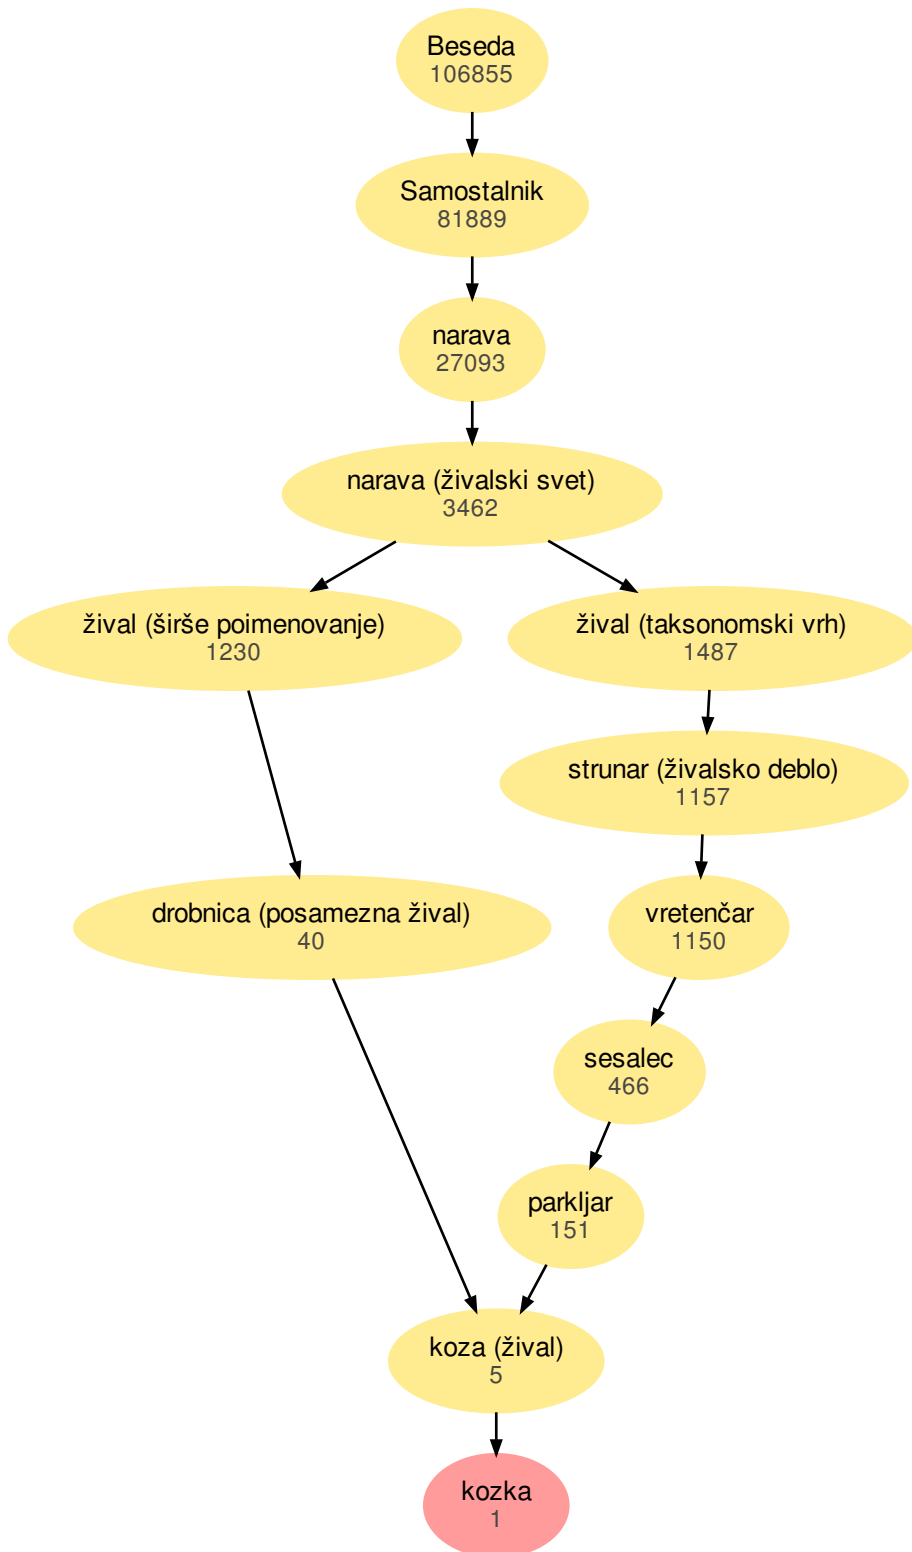 Beseda
106855
Samostalnik
81889
narava
27093
narava (živalski svet)
3462
žival (širše poimenovanje)
1230
žival (taksonomski vrh)
1487
strunar (živalsko deblo)
1157
drobnica (posamezna žival)
40
vretenčar
1150
sesalec
466
parkljar
151
koza (žival)
5
kozka
1